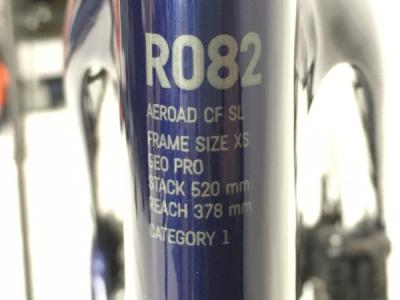 R082
AEROAD CF SL
FRAME SIZE XS
GEO PRO
STACK 520 mm
REACH 378 mm
CATEGORY 1